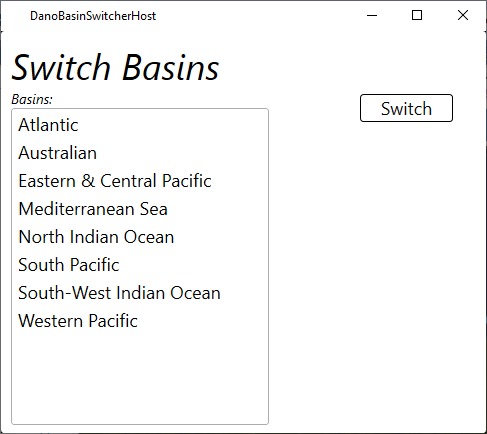 DanoBasinSwitcherHost
Switch Basins
Basins:
Switch
Atlantic
Australian
Eastern & Central Pacific
Mediterranean Sea
North Indian Ocean
South Pacific
South-West Indian Ocean
Western Pacific